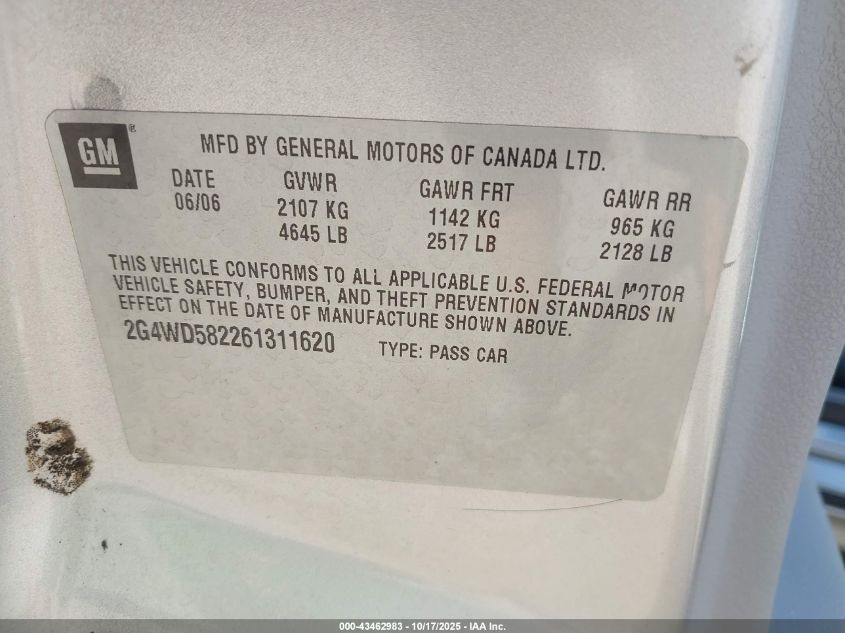 GM®
MFD BY GENERAL MOTORS OF CANADA LTD.
DATE GVWR GAWR FRT GAWR RR
06/06 2107 KG 1142 KG 965 KG
4645 LB 2517 LB 2128 LB
THIS VEHICLE CONFORMS TO ALL APPLICABLE U.S. FEDERAL MOTOR
VEHICLE SAFETY, BUMPER, AND THEFT PREVENTION STANDARDS IN
EFFECT ON THE DATE OF MANUFACTURE SHOWN ABOVE.
2G4WD582261311620 TYPE: PASS CAR
000-43462983 - 10/17/2025 - IAA Inc.